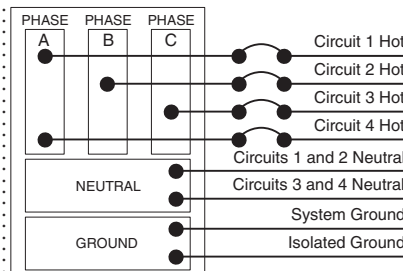 PHASE PHASE PHASE
A B C
Circuit 1 Hot
Circuit 2 Hot
Circuit 3 Hot
Circuit 4 Hot
Circuits 1 and 2 Neutral
NEUTRAL
Circuits 3 and 4 Neutral
System Ground
GROUND
Isolated Ground